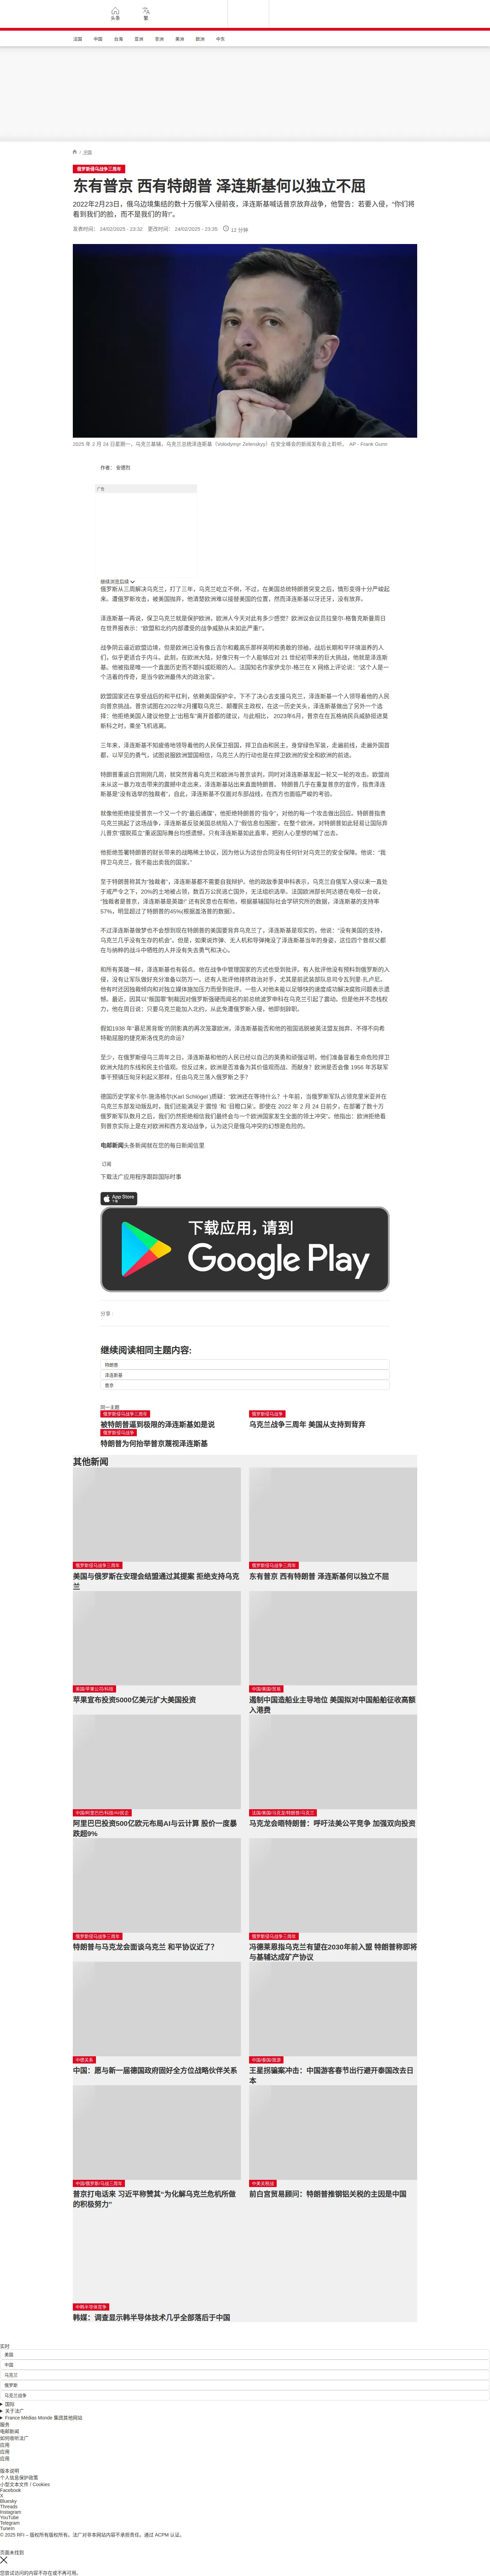 头条
繁
法国
中国
台海
亚洲
非洲
美洲
欧洲
中东
/ 中国
俄罗斯侵乌战争三周年
东有普京 西有特朗普 泽连斯基何以独立不屈
2022年2月23日，俄乌边境集结的数十万俄军入侵前夜，泽连斯基喊话普京放弃战争，他警告：若要入侵，“你们将
看到我们的脸，而不是我们的背!”。
发表时间： 24/02/2025 - 23:32 更改时间： 24/02/2025 - 23:35 12 分钟
2025 年 2 月 24 日星期一，乌克兰基辅，乌克兰总统泽连斯基（Volodymyr Zelenskyy）在安全峰会的新闻发布会上聆听。 AP - Frank Gunn
作者： 安德烈
广告
继续浏览后续
俄罗斯从三周解决乌克兰，打了三年，乌克兰屹立不倒，不过，在美国总统特朗普突变之后，情形变得十分严峻起
来。遭俄罗斯攻击，被美国抛弃，他清楚欧洲难以接替美国的位置，然而泽连斯基以牙还牙，没有放弃。
泽连斯基一再说，保卫乌克兰就是保护欧洲，欧洲人今天对此有多少感觉？欧洲议会议员拉斐尔-格鲁克斯曼周日
在世界报表示：“欧盟和北约内部遭受的战争威胁从未如此严重!”。
战争阴云逼近欧盟边境，但是欧洲已没有像丘吉尔和戴高乐那样英明和勇敢的领袖，战后长期和平环境滋养的人
们，似乎更适合于内斗。此刻，在欧洲大陆，好像只有一个人能够应对 21 世纪初带来的巨大挑战，他就是泽连斯
基。他被指是唯一一个直面历史而不颤抖或眨眼的人。法国知名作家伊戈尔-格兰在 X 网络上评论说：“这个人是一
个活着的传奇，是当今欧洲最伟大的政治家”。
欧盟国家还在享受战后的和平红利，依赖美国保护伞，下不了决心去支援乌克兰，泽连斯基一个人领导着他的人民
向普京挑战。普京试图在2022年2月攫取乌克兰，颠覆民主政权，在这一历史关头，泽连斯基做出了另外一个选
择：他拒绝美国人建议他登上“出租车”离开首都的建议，与此相比， 2023年6月，普京在在瓦格纳民兵威胁挺进莫
斯科之时，乘坐飞机逃离。
三年来，泽连斯基不知疲倦地领导着他的人民保卫祖国，捍卫自由和民主，身穿绿色军装，走遍前线，走遍外国首
都，以罕见的勇气，试图说服欧洲盟国相信，乌克兰人的行动也是在捍卫欧洲的安全和欧洲的前途。
特朗普重返白宫刚刚几周，就突然背着乌克兰和欧洲与普京谈判，同时对泽连斯基发起一轮又一轮的攻击。欧盟尚
未从这一暴力攻击带来的震撼中走出来，泽连斯基站出来直面特朗普。 特朗普几乎在重复普京的宣传，指责泽连
斯基是“没有选举的独裁者”。自此，泽连斯基不仅面对东部战线，在西方也面临严峻的考验。
就像他拒绝接受普京一个又一个的“最后通牒”，他拒绝特朗普的“指令”，对他的每一个攻击做出回应。特朗普指责
乌克兰挑起了这场战争，泽连斯基反驳美国总统陷入了“假信息包围圈”。在整个欧洲，对特朗普如此轻易让国际弃
儿普京“摆脱孤立”重返国际舞台均感遗憾，只有泽连斯基如此直率，把别人心里想的喊了出去。
他拒绝签署特朗普的财长带来的战略稀土协议，因为他认为这份合同没有任何针对乌克兰的安全保障。他说：“我
捍卫乌克兰，我不能出卖我的国家。”
至于特朗普称其为“独裁者”，泽连斯基都不需要自我辩护，他的政敌季莫申科表示，乌克兰自俄军入侵以来一直处
于戒严令之下，20%的土地被占领，数百万公民逃亡国外，无法组织选举。法国欧洲部长阿达德在电视一台说，
“独裁者是普京，泽连斯基是英雄!” 还有民意也在帮他，根据基辅国际社会学研究所的数据，泽连斯基的支持率
57%，明显超过了特朗普的45%(根据盖洛普的数据）。
不过泽连斯基做梦也不会想到现在特朗普的美国要背弃乌克兰了，泽连斯基是现实的，他说：“没有美国的支持，
乌克兰几乎没有生存的机会”。但是，如果说炸弹、无人机和导弹掩没了泽连斯基当年的身姿，这位四个曾叔父都
在与纳粹的战斗中牺牲的人并没有失去勇气和决心。
和所有英雄一样，泽连斯基也有弱点。他在战争中管理国家的方式也受到批评。有人批评他没有预料到俄罗斯的入
侵，没有让军队做好充分准备以防万一。还有人批评他排挤政治对手，尤其是前武装部队总司令瓦列里-扎卢尼。
他有时还因独裁倾向和对独立媒体施加压力而受到批评。一些人对他未能以足够快的速度成功解决腐败问题表示遗
憾。最近，因其以“叛国罪”制裁因对俄罗斯强硬而闻名的前总统波罗申科在乌克兰引起了震动。但是他并不恋栈权
力，他在周日说：只要乌克兰能加入北约，从此免遭俄罗斯入侵，他即刻辞职。
假如1938 年“慕尼黑背叛”的阴影真的再次笼罩欧洲，泽连斯基能否和他的祖国逃脱被英法盟友抛弃、不得不向希
特勒屈服的捷克斯洛伐克的命运?
至少，在俄罗斯侵乌三周年之日，泽连斯基和他的人民已经以自己的英勇和顽强证明，他们准备冒着生命危险捍卫
欧洲大陆的东线和民主价值观。但反过来，欧洲是否准备为其价值观而战、而献身？欧洲是否会像 1956 年苏联军
事干预镇压匈牙利起义那样，任由乌克兰落入俄罗斯之手？
德国历史学家卡尔·施洛格尔(Karl Schlögel )质疑：“欧洲还在等待什么？ 十年前，当俄罗斯军队占领克里米亚并在
乌克兰东部发动叛乱时，我们还能满足于‘震惊 ’和 ‘目瞪口呆’。即使在 2022 年 2 月 24 日前夕，在部署了数十万
俄罗斯军队数月之后，我们仍然拒绝相信我们最终会与一个欧洲国家发生全面的领土冲突”。他指出：欧洲拒绝看
到普京实际上是在对欧洲和西方发动战争，认为这只是俄乌冲突的幻想是危险的。
电邮新闻头条新闻就在您的每日新闻信里
订阅
下载法广应用程序跟踪国际时事
App Store
下载
下载应用，请到
Google Play
分享 :
继续阅读相同主题内容:
特朗普
泽连斯基
普京
同一主题
俄罗斯侵乌战争三周年
被特朗普逼到极限的泽连斯基如是说
俄罗斯侵乌战争
乌克兰战争三周年 美国从支持到背弃
俄罗斯侵乌战争
特朗普为何抬举普京蔑视泽连斯基
其他新闻
俄罗斯侵乌战争三周年
美国与俄罗斯在安理会结盟通过其提案 拒绝支持乌克
兰
俄罗斯侵乌战争三周年
东有普京 西有特朗普 泽连斯基何以独立不屈
美国/苹果公司/科技
苹果宣布投资5000亿美元扩大美国投资
中国/美国/贸易
遏制中国造船业主导地位 美国拟对中国船舶征收高额
入港费
中国/阿里巴巴/科技/AI/民企
阿里巴巴投资500亿欧元布局AI与云计算 股价一度暴
跌超9%
法国/美国/马克龙/特朗普/乌克兰
马克龙会晤特朗普：呼吁法美公平竞争 加强双向投资
俄罗斯侵乌战争三周年
特朗普与马克龙会面谈乌克兰 和平协议近了？
俄罗斯侵乌战争三周年
冯德莱恩指乌克兰有望在2030年前入盟 特朗普称即将
与基辅达成矿产协议
中德关系
中国：愿与新一届德国政府固好全方位战略伙伴关系
中国/泰国/旅游
王星拐骗案冲击：中国游客春节出行避开泰国改去日
本
中国/俄罗斯/乌战三周年
普京打电话来 习近平称赞其“为化解乌克兰危机所做
的积极努力”
中美关税战
前白宫贸易顾问：特朗普推钢铝关税的主因是中国
中韩半导体竞争
韩媒：调查显示韩半导体技术几乎全部落后于中国
实时
美国
中国
乌克兰
俄罗斯
乌克兰战争
国际
关于法广
France Médias Monde 集团其他网站
服务
电邮新闻
如何收听法广
应用
应用
应用
版本说明
个人信息保护政策
小型文本文件 / Cookies
Facebook
X
Bluesky
Threads
Instagram
YouTube
Telegram
TuneIn
© 2025 RFI – 版权所有版权所有。法广对非本网站内容不承担责任。通过 ACPM 认证。
页面未找到
您尝试访问的内容不存在或不再可用。